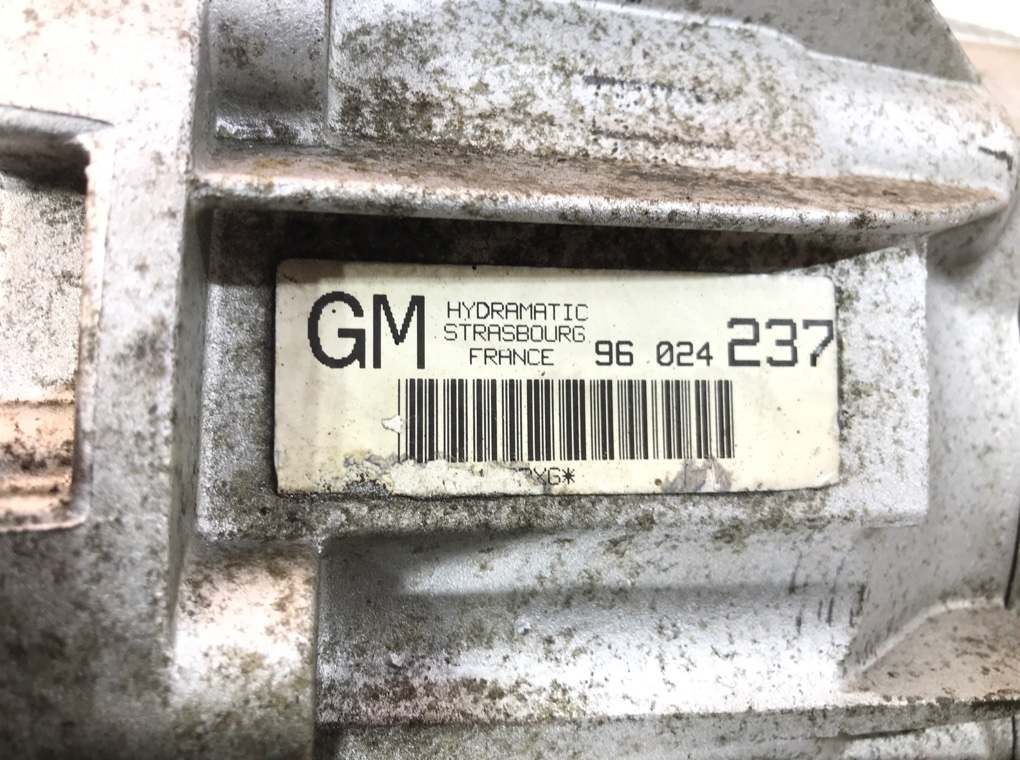 GM HYDRAMATIC
STRASBOURG
FRANCE 96 024 237